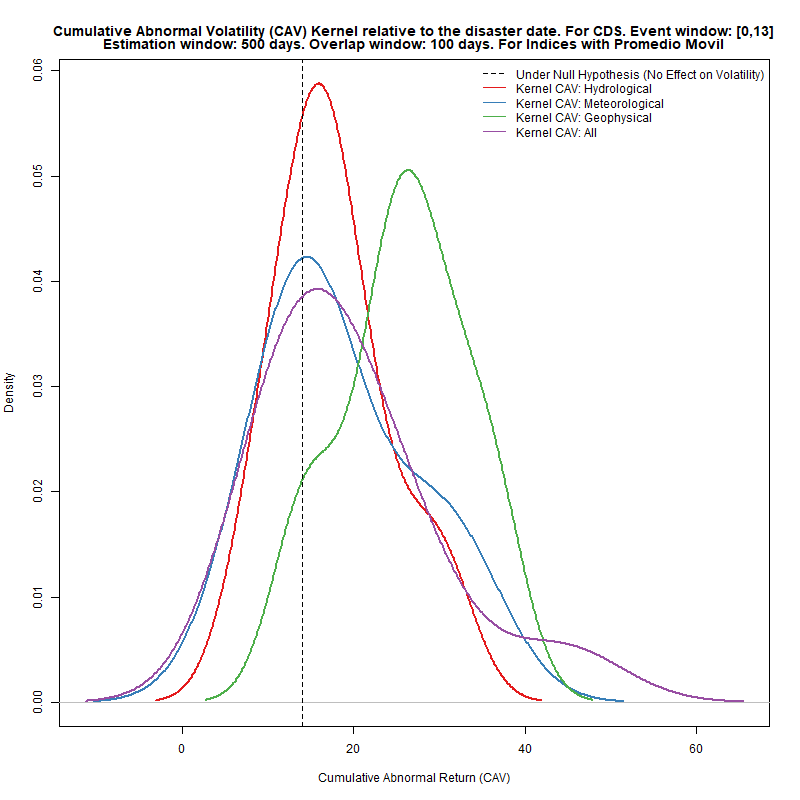 Cumulative Abnormal Volatility (CAV) Kernel relative to the disaster date. For CDS. Event window: [0,13]
Estimation window: 500 days. Overlap window: 100 days. For Indices with Promedio Movil
Under Null Hypothesis (No Effect on Volatility)
Kernel CAV: Hydrological
Kernel CAV: Meteorological
Kernel CAV: Geophysical
Kernel CAV: All
0.06
0.05
0.04
0.03
0.02
0.01
0.00
Density
0 20 40 60
Cumulative Abnormal Return (CAV)